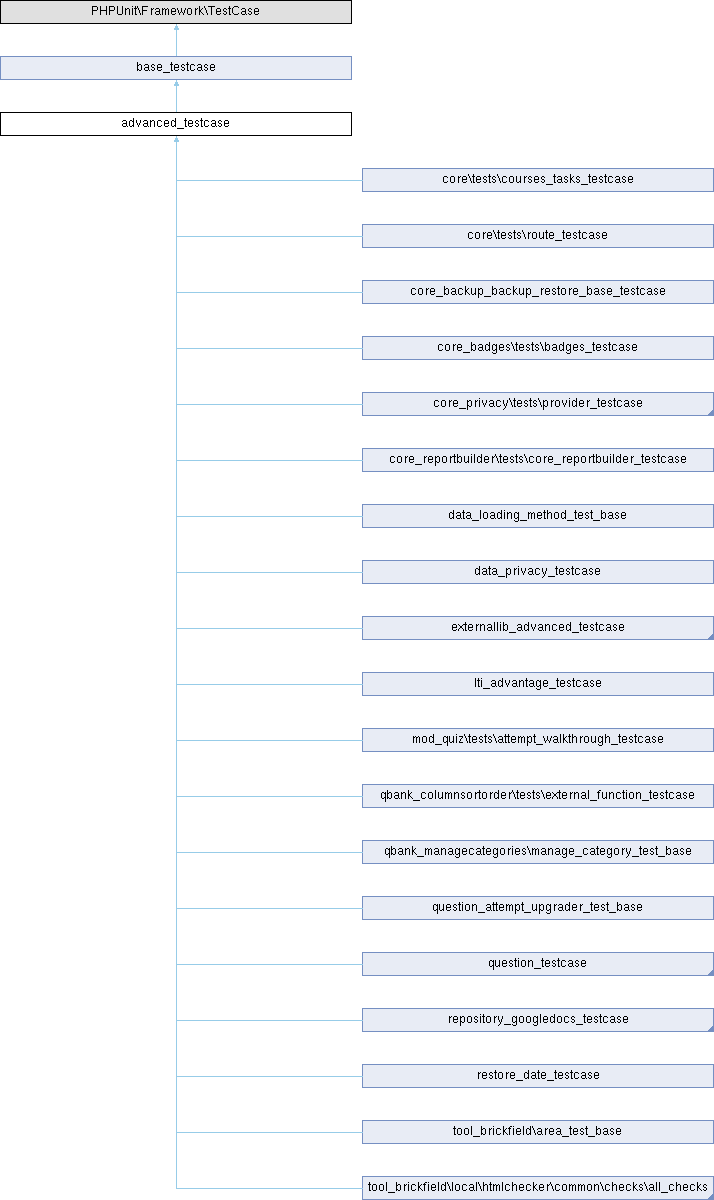 PHPUnit\Framework\TestCase
base_testcase
advanced_testcase
core\tests\courses_tasks_testcase
core\tests\route_testcase
core_backup_backup_restore_base_testcase
core_badges\tests\badges_testcase
core_privacy\tests\provider_testcase
core_reportbuilder\tests\core_reportbuilder_testcase
data_loading_method_test_base
data_privacy_testcase
externallib_advanced_testcase
lti_advantage_testcase
mod_quiz\tests\attempt_walkthrough_testcase
qbank_columnsortorder\tests\external_function_testcase
qbank_managecategories\manage_category_test_base
question_attempt_upgrader_test_base
question_testcase
repository_googledocs_testcase
restore_date_testcase
tool_brickfield\area_test_base
tool_brickfield\local\htmlchecker\common\checks\all_checks